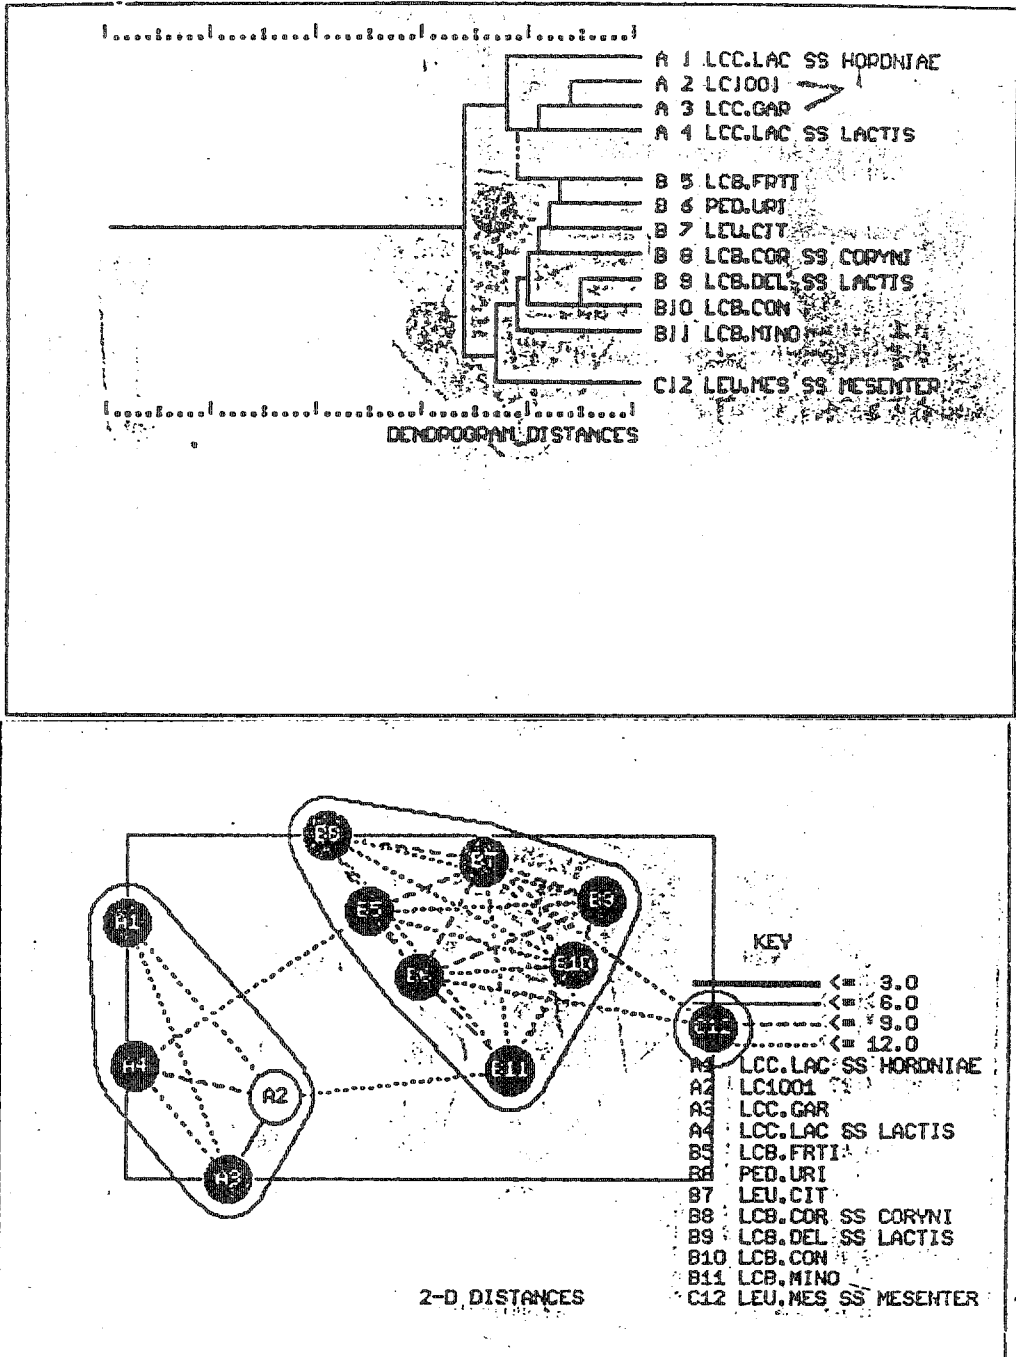 A 1 LCC.LAC SS HORDNIAE
A 2 LC1001
A 3 LCC.GAR
A 4 LCC.LAC SS LACTIS
B 5 LCB.FRTI
B 6 PED.URI
B 7 LEU.CIT
B 8 LCB.COR SS CORYNI
B 9 LCB.DEL SS LACTIS
B10 LCB.CON
B11 LCB.MINO
C12 LEU.MES SS MESENTER
DENDROGRAM DISTANCES
B6
B7
A1
B5
KEY
B10
<= 3.0
<= 6.0
<= 9.0
<= 12.0
A4
A2
B11
A3
A1 LCC.LAC SS HORDNIAE
A2 LC1001
A3 LCC.GAR
A4 LCC.LAC SS LACTIS
B5 LCB.FRTI
B6 PED.URI
B7 LEU.CIT
B8 LCB.COR SS CORYNI
B9 LCB.DEL SS LACTIS
B10 LCB.CON
B11 LCB.MINO
C12 LEU.MES SS MESENTER
2-D DISTANCES